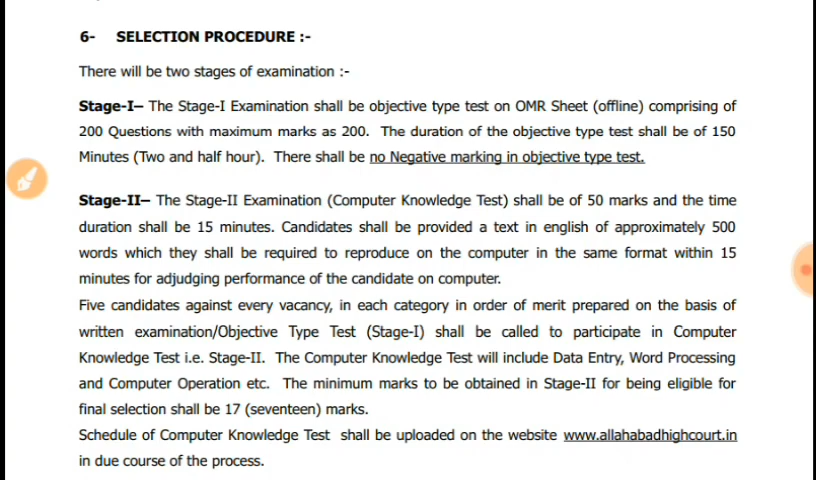 6- SELECTION PROCEDURE :-
There will be two stages of examination :-
Stage-I– The Stage-I Examination shall be objective type test on OMR Sheet (offline) comprising of
200 Questions with maximum marks as 200. The duration of the objective type test shall be of 150
Minutes (Two and half hour). There shall be no Negative marking in objective type test.
Stage-II– The Stage-II Examination (Computer Knowledge Test) shall be of 50 marks and the time
duration shall be 15 minutes. Candidates shall be provided a text in english of approximately 500
words which they shall be required to reproduce on the computer in the same format within 15
minutes for adjudging performance of the candidate on computer.
Five candidates against every vacancy, in each category in order of merit prepared on the basis of
written examination/Objective Type Test (Stage-I) shall be called to participate in Computer
Knowledge Test i.e. Stage-II. The Computer Knowledge Test will include Data Entry, Word Processing
and Computer Operation etc. The minimum marks to be obtained in Stage-II for being eligible for
final selection shall be 17 (seventeen) marks.
Schedule of Computer Knowledge Test shall be uploaded on the website www.allahabadhighcourt.in
in due course of the process.